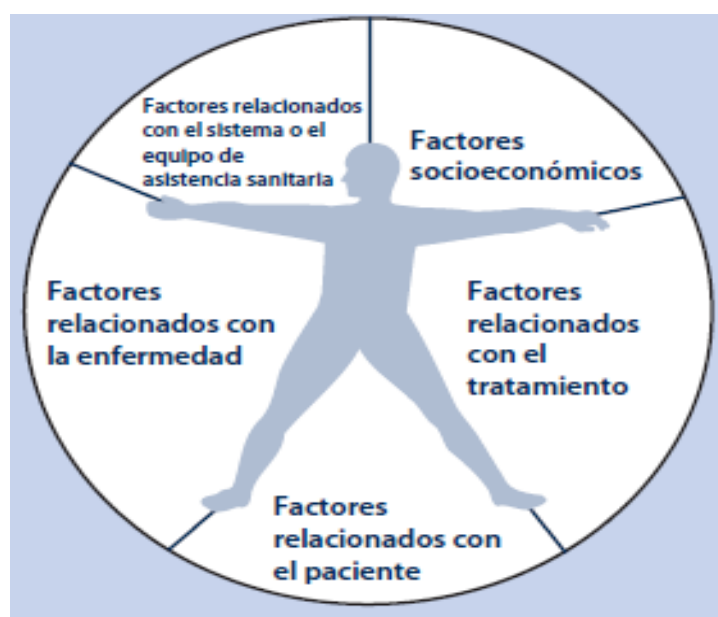 Factores relacionados
con el sistema o el
equipo de
asistencia sanitaria
Factores
socioeconómicos
Factores
relacionados con
la enfermedad
Factores
relacionados
con el
tratamiento
Factores
relacionados con
el paciente